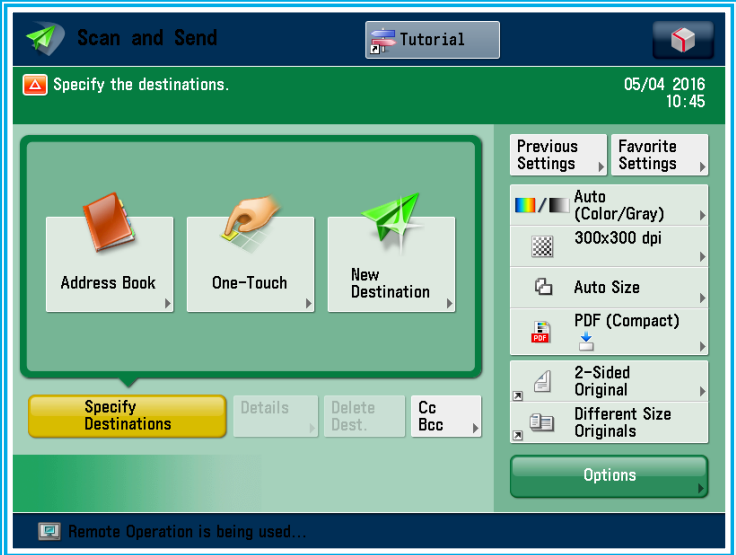 Scan and Send
Tutorial
Specify the destinations.
05/04 2016
10:45
Address Book
One-Touch
New
Destination
Specify
Destinations
Details
Delete
Dest.
Cc
Bcc
Previous
Settings
Favorite
Settings
Auto
(Color/Gray)
300x300 dpi
Auto Size
PDF (Compact)
PDF
2-Sided
Original
Different Size
Originals
Options
Remote Operation is being used...